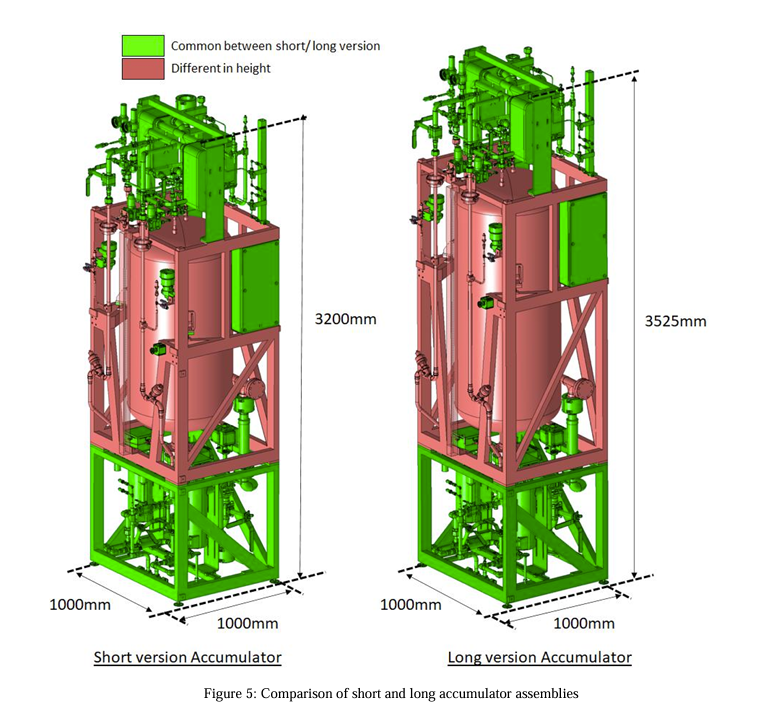 Common between short/long version
Different in height
3200mm
3525mm
1000mm
1000mm
1000mm
1000mm
Short version Accumulator
Long version Accumulator
Figure 5: Comparison of short and long accumulator assemblies